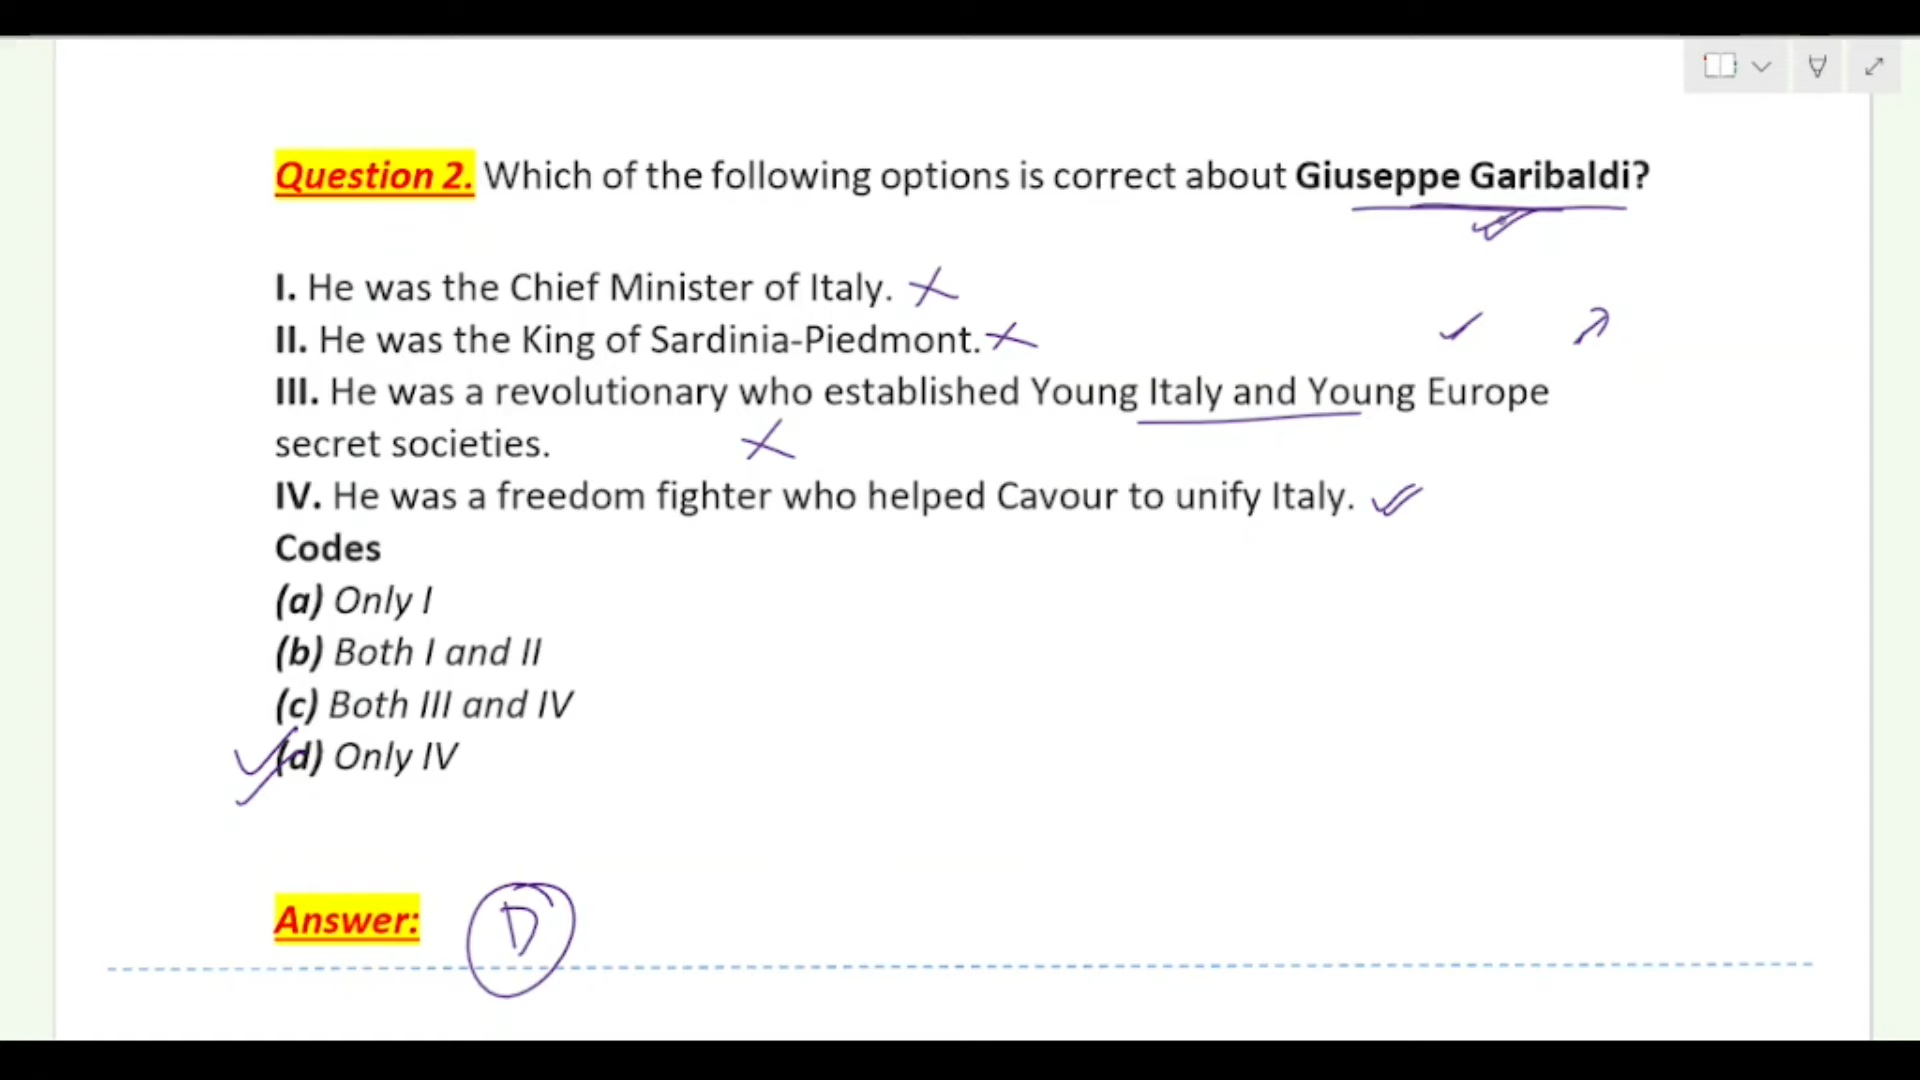 Question 2. Which of the following options is correct about Giuseppe Garibaldi?
I. He was the Chief Minister of Italy.
II. He was the King of Sardinia-Piedmont.
III. He was a revolutionary who established Young Italy and Young Europe
secret societies.
IV. He was a freedom fighter who helped Cavour to unify Italy.
Codes
(a) Only I
(b) Both I and II
(c) Both III and IV
(d) Only IV
Answer: D